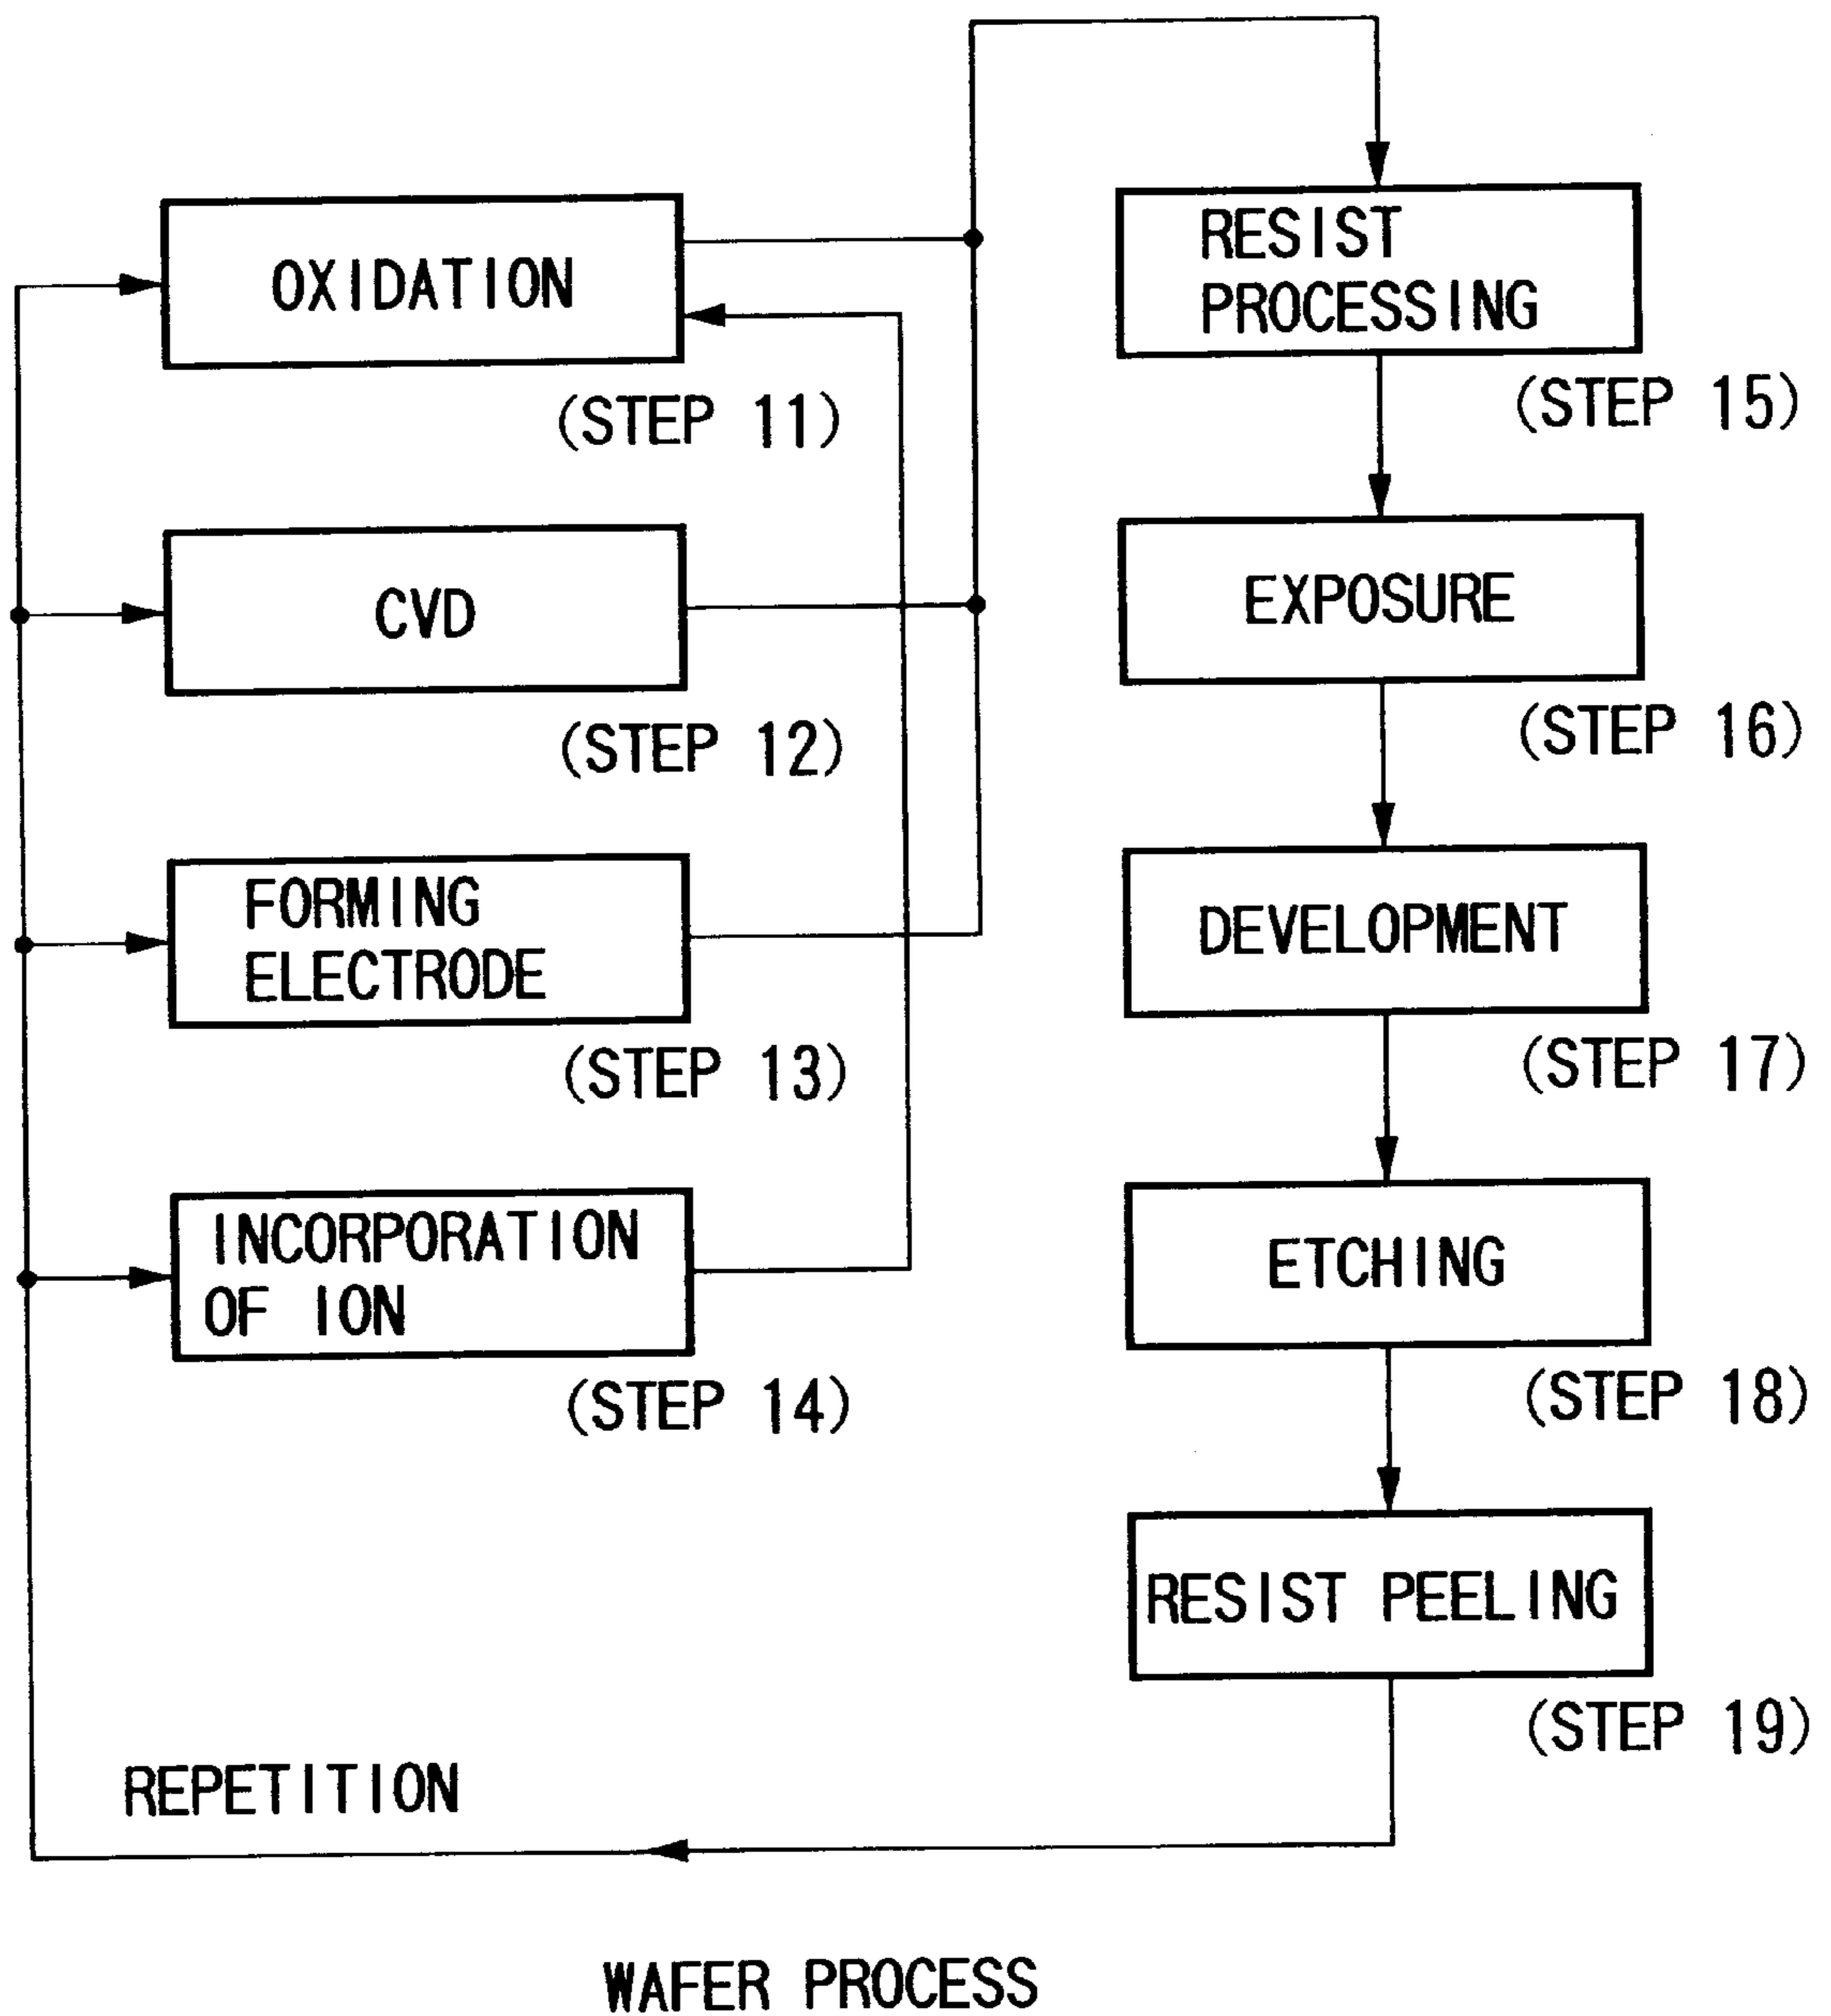 OXIDATION
(STEP 11)
CVD
(STEP 12)
FORMING
ELECTRODE
(STEP 13)
INCORPORATION
OF ION
(STEP 14)
RESIST
PROCESSING
(STEP 15)
EXPOSURE
(STEP 16)
DEVELOPMENT
(STEP 17)
ETCHING
(STEP 18)
RESIST PEELING
(STEP 19)
REPETITION
WAFER PROCESS